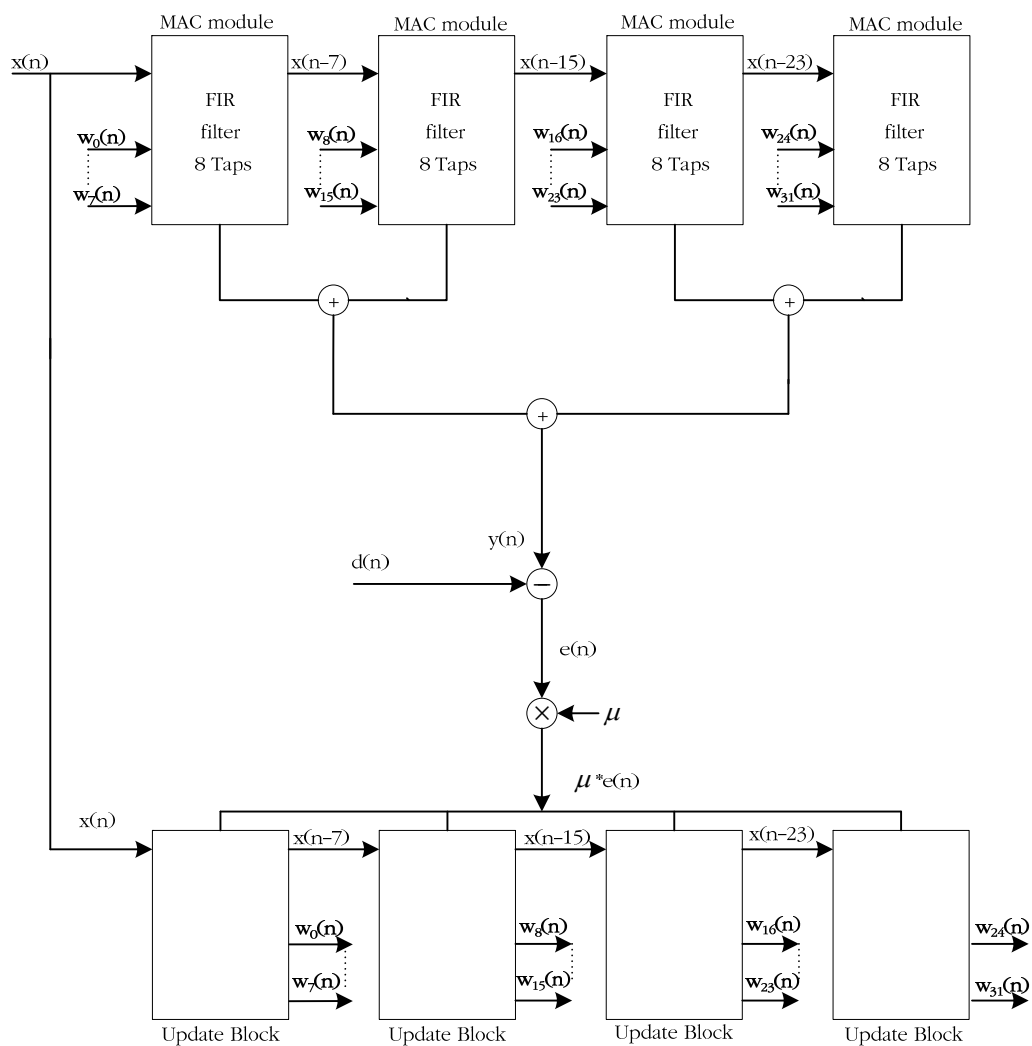 MAC module MAC module MAC module MAC module
x(n) x(n-7) x(n-15) x(n-23)
FIR FIR FIR FIR
filter filter filter filter
8 Taps 8 Taps 8 Taps 8 Taps
w₀(n) w₈(n) w₁₆(n) w₂₄(n)
w₇(n) w₁₅(n) w₂₃(n) w₃₁(n)
+ +
+
y(n)
d(n)
−
e(n)
× μ
μ*e(n)
x(n) x(n-7) x(n-15) x(n-23)
w₀(n) w₈(n) w₁₆(n) w₂₄(n)
w₇(n) w₁₅(n) w₂₃(n) w₃₁(n)
Update Block Update Block Update Block Update Block